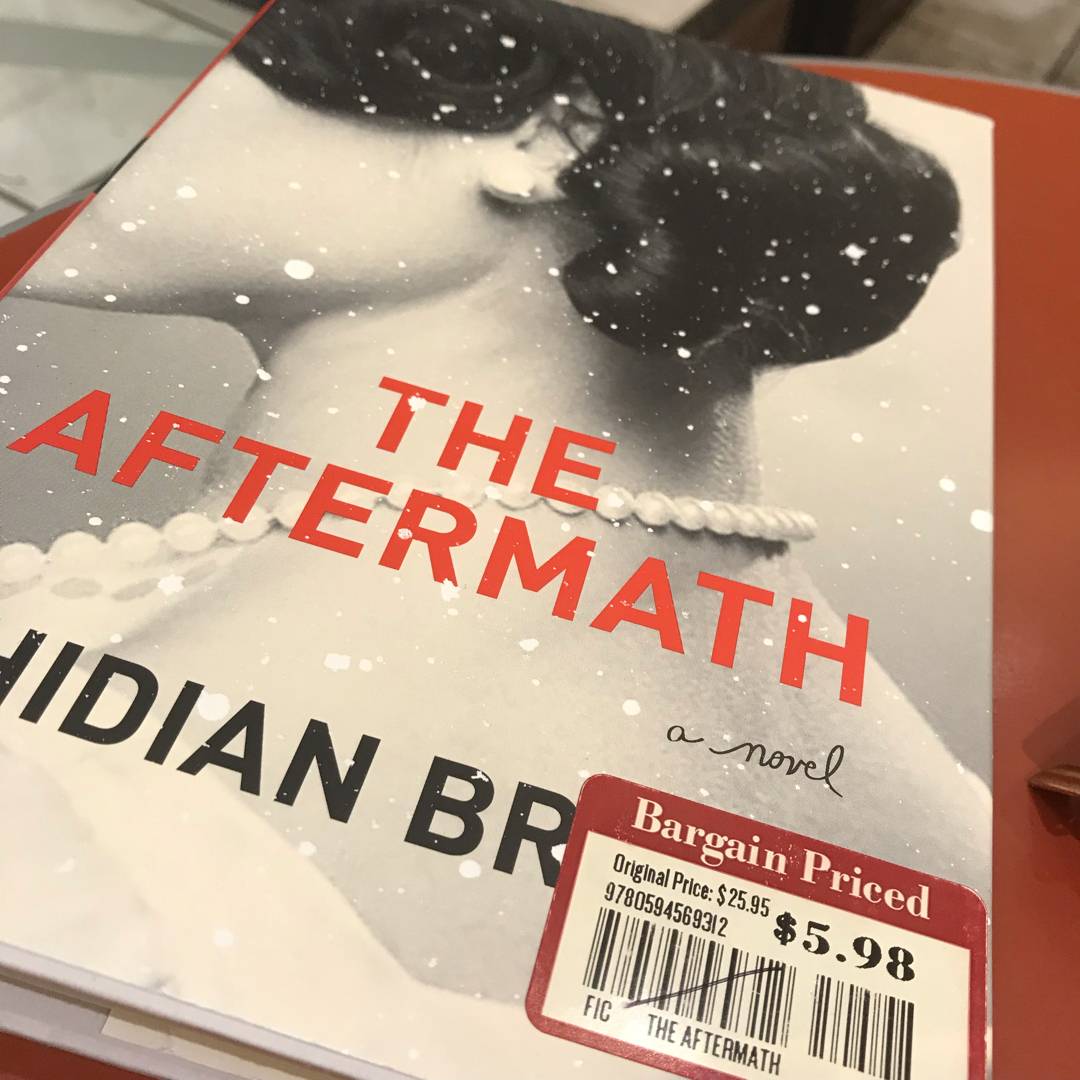 THE
AFTERMATH
HIDIAN BR
a novel
Bargain Priced
Original Price: $25.95
9780594569312
$5.98
FIC THE AFTERMATH